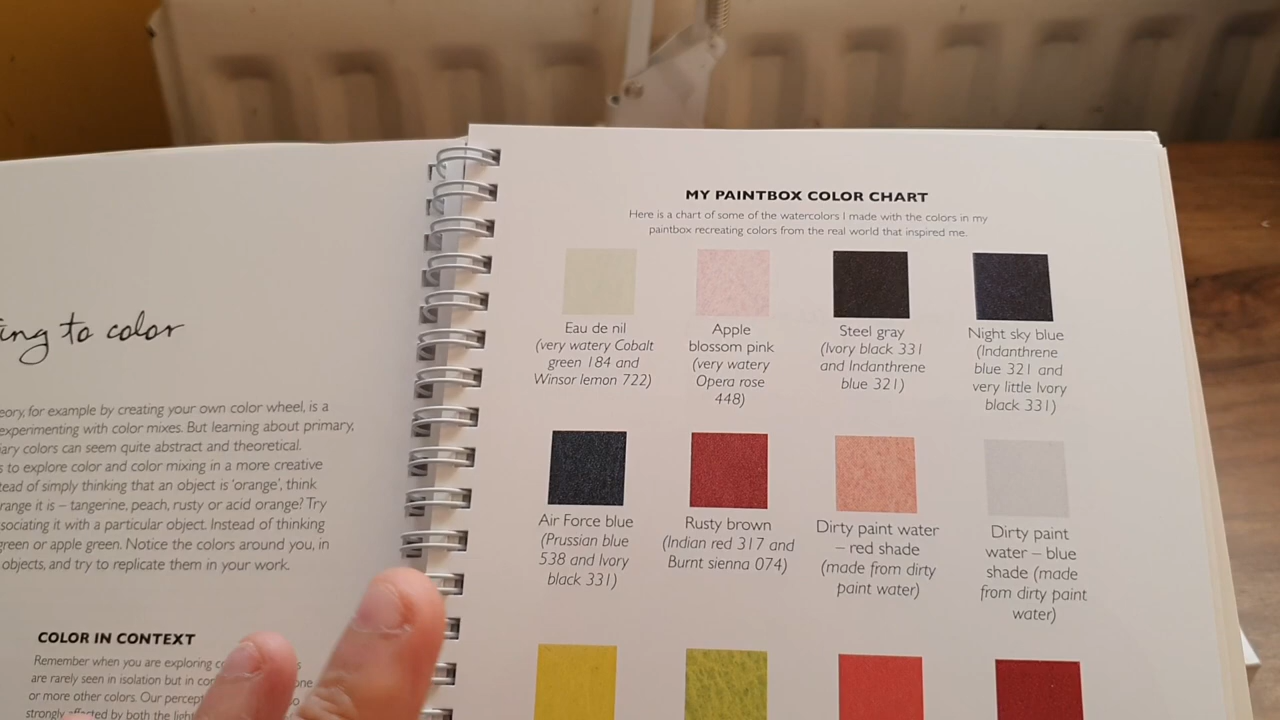 ing to color
eory, for example by creating your own color wheel, is a
experimenting with color mixes. But learning about primary,
iary colors can seem quite abstract and theoretical.
s to explore color and color mixing in a more creative
tead of simply thinking that an object is ‘orange’, think
range it is – tangerine, peach, rusty or acid orange? Try
sociating it with a particular object. Instead of thinking
green or apple green. Notice the colors around you, in
objects, and try to replicate them in your work.
COLOR IN CONTEXT
Remember when you are exploring
are rarely seen in isolation but in
or more other colors. Our
by both the
MY PAINTBOX COLOR CHART
Here is a chart of some of the watercolors I made with the colors in my
paintbox recreating colors from the real world that inspired me.
Eau de nil
(very watery Cobalt
green 184 and
Winsor lemon 722)
Apple
blossom pink
(very watery
Opera rose
448)
Steel gray
(Ivory black 331
and Indanthrene
blue 321)
Night sky blue
(Indanthrene
blue 321 and
very little Ivory
black 331)
Air Force blue
(Prussian blue
538 and Ivory
black 331)
Rusty brown
(Indian red 317 and
Burnt sienna 074)
Dirty paint water
– red shade
(made from dirty
paint water)
Dirty paint
water – blue
shade (made
from dirty paint
water)